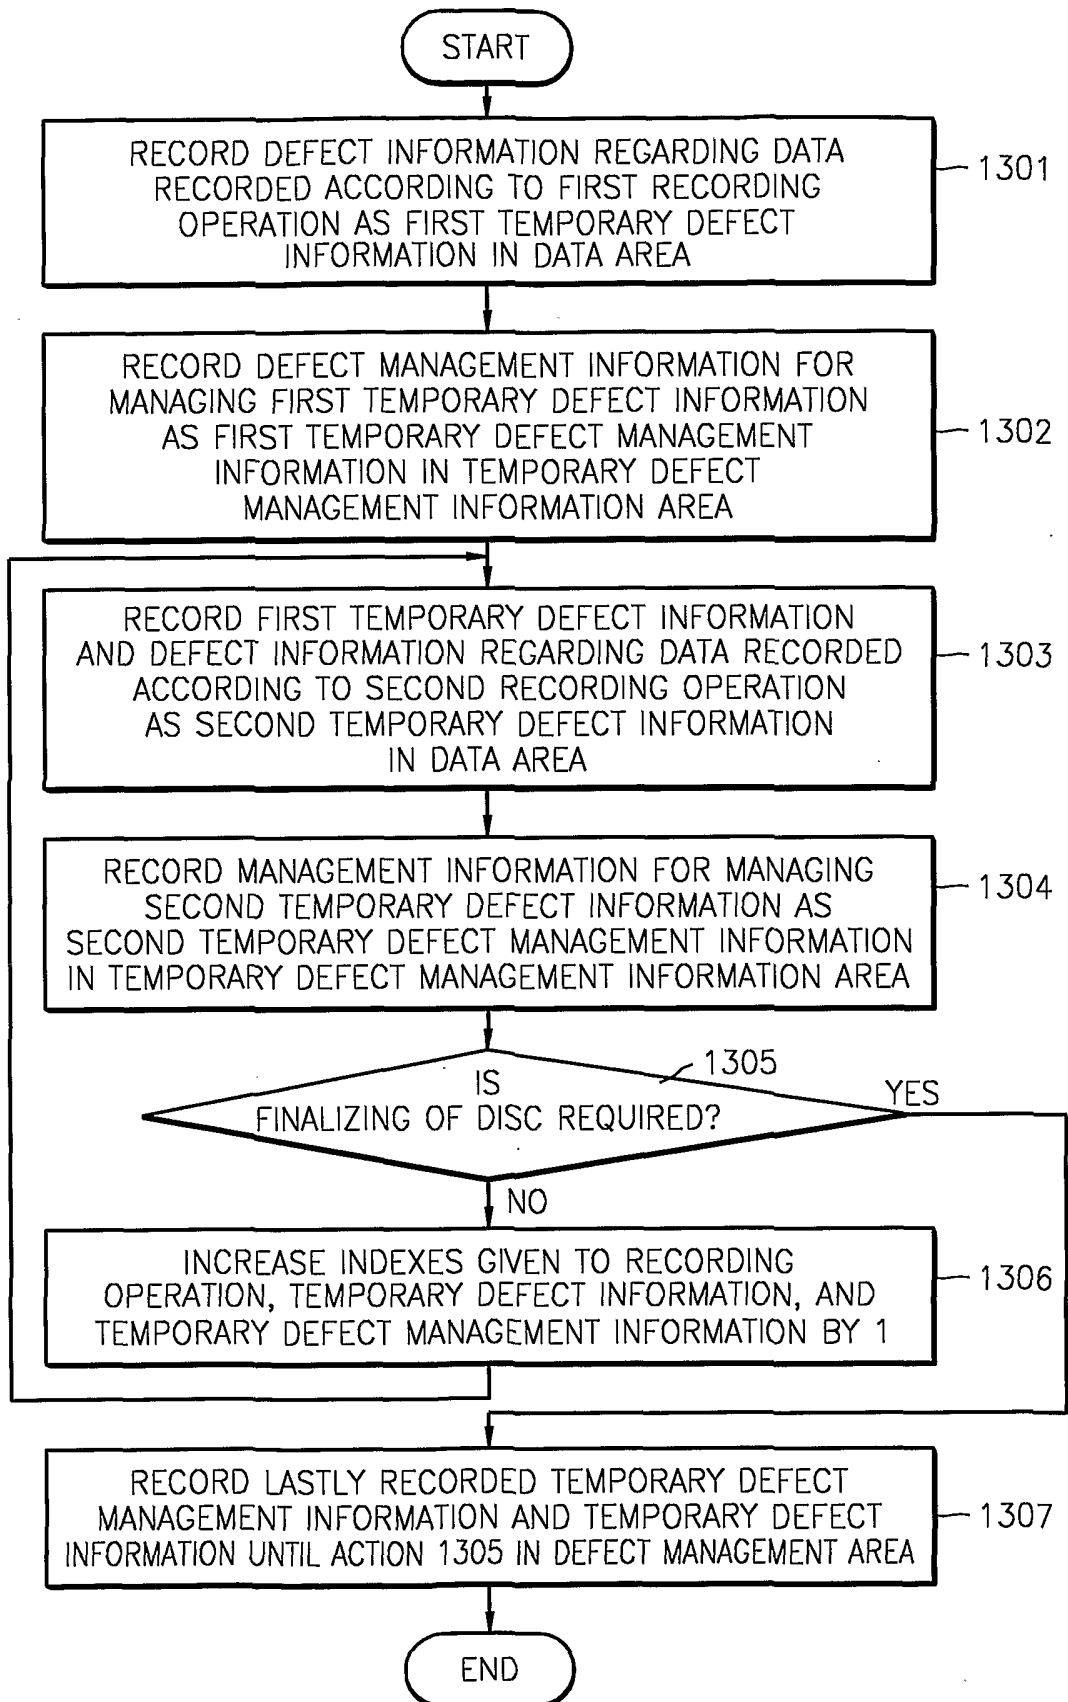 START
RECORD DEFECT INFORMATION REGARDING DATA
RECORDED ACCORDING TO FIRST RECORDING
OPERATION AS FIRST TEMPORARY DEFECT
INFORMATION IN DATA AREA
1301
RECORD DEFECT MANAGEMENT INFORMATION FOR
MANAGING FIRST TEMPORARY DEFECT INFORMATION
AS FIRST TEMPORARY DEFECT MANAGEMENT
INFORMATION IN TEMPORARY DEFECT
MANAGEMENT INFORMATION AREA
1302
RECORD FIRST TEMPORARY DEFECT INFORMATION
AND DEFECT INFORMATION REGARDING DATA RECORDED
ACCORDING TO SECOND RECORDING OPERATION
AS SECOND TEMPORARY DEFECT INFORMATION
IN DATA AREA
1303
RECORD MANAGEMENT INFORMATION FOR MANAGING
SECOND TEMPORARY DEFECT INFORMATION AS
SECOND TEMPORARY DEFECT MANAGEMENT INFORMATION
IN TEMPORARY DEFECT MANAGEMENT INFORMATION AREA
1304
IS
FINALIZING OF DISC REQUIRED?
1305
YES
NO
INCREASE INDEXES GIVEN TO RECORDING
OPERATION, TEMPORARY DEFECT INFORMATION, AND
TEMPORARY DEFECT MANAGEMENT INFORMATION BY 1
1306
RECORD LASTLY RECORDED TEMPORARY DEFECT
MANAGEMENT INFORMATION AND TEMPORARY DEFECT
INFORMATION UNTIL ACTION 1305 IN DEFECT MANAGEMENT AREA
1307
END